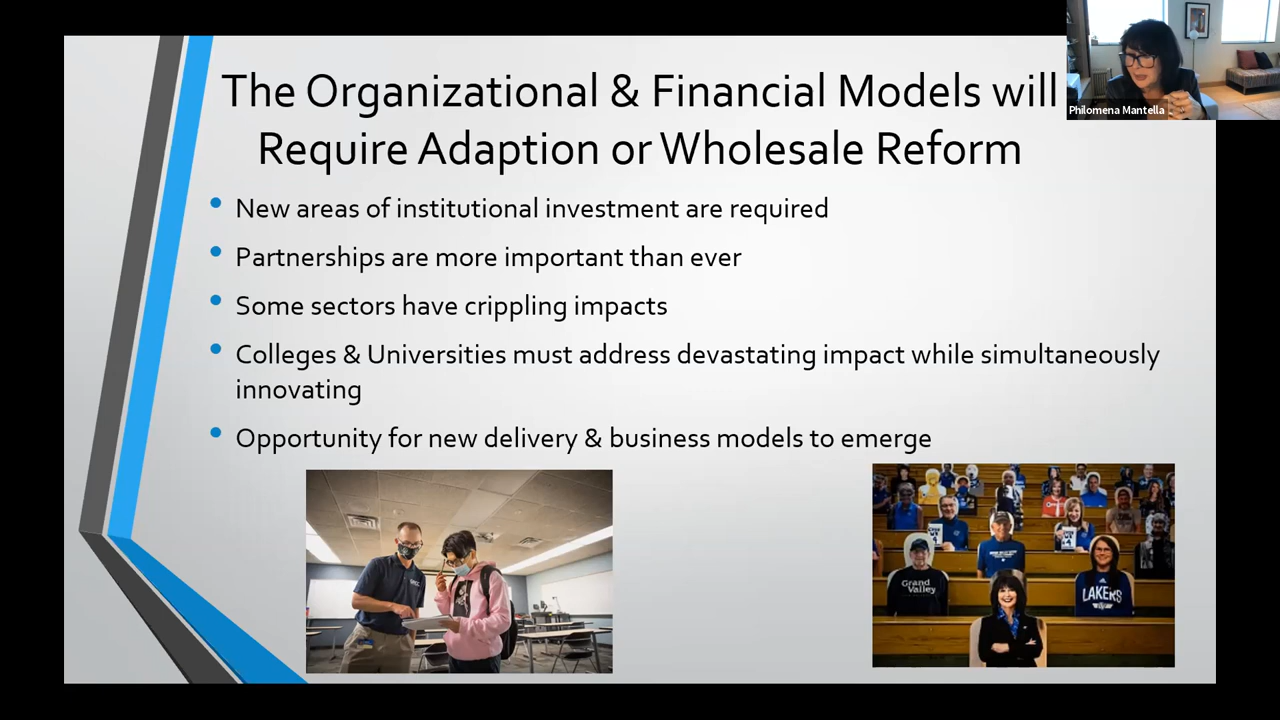 The Organizational & Financial Models will
Require Adaption or Wholesale Reform
Philomena Mantella
New areas of institutional investment are required
Partnerships are more important than ever
Some sectors have crippling impacts
Colleges & Universities must address devastating impact while simultaneously
innovating
Opportunity for new delivery & business models to emerge
Grand
Valley
LAKERS